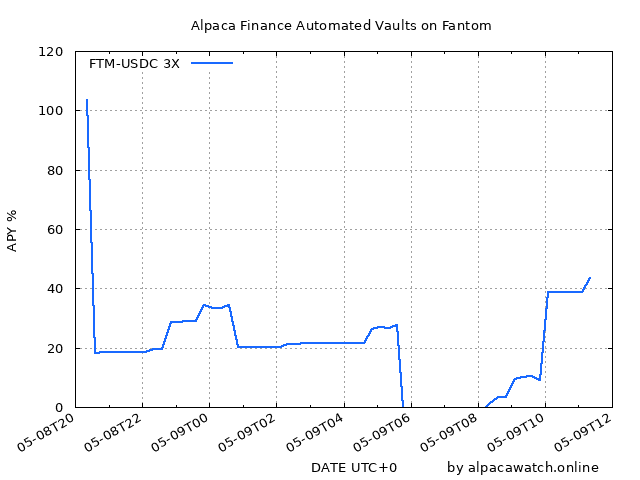 Alpaca Finance Automated Vaults on Fantom
FTM-USDC 3X
APY %
120
100
80
60
40
20
0
05-08T20
05-08T22
05-09T00
05-09T02
05-09T04
05-09T06
05-09T08
05-09T10
05-09T12
DATE UTC+0
by alpacawatch.online